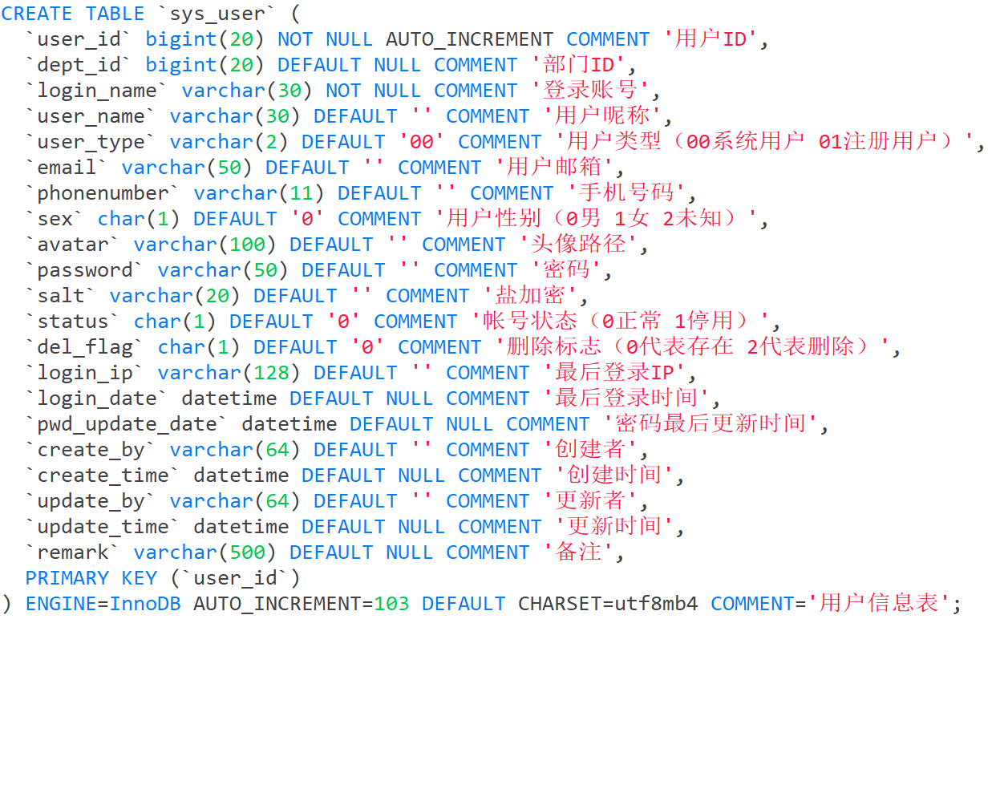 CREATE TABLE `sys_user` (
  `user_id` bigint(20) NOT NULL AUTO_INCREMENT COMMENT '用户ID',
  `dept_id` bigint(20) DEFAULT NULL COMMENT '部门ID',
  `login_name` varchar(30) NOT NULL COMMENT '登录账号',
  `user_name` varchar(30) DEFAULT '' COMMENT '用户昵称',
  `user_type` varchar(2) DEFAULT '00' COMMENT '用户类型（00系统用户 01注册用户）',
  `email` varchar(50) DEFAULT '' COMMENT '用户邮箱',
  `phonenumber` varchar(11) DEFAULT '' COMMENT '手机号码',
  `sex` char(1) DEFAULT '0' COMMENT '用户性别（0男 1女 2未知）',
  `avatar` varchar(100) DEFAULT '' COMMENT '头像路径',
  `password` varchar(50) DEFAULT '' COMMENT '密码',
  `salt` varchar(20) DEFAULT '' COMMENT '盐加密',
  `status` char(1) DEFAULT '0' COMMENT '帐号状态（0正常 1停用）',
  `del_flag` char(1) DEFAULT '0' COMMENT '删除标志（0代表存在 2代表删除）',
  `login_ip` varchar(128) DEFAULT '' COMMENT '最后登录IP',
  `login_date` datetime DEFAULT NULL COMMENT '最后登录时间',
  `pwd_update_date` datetime DEFAULT NULL COMMENT '密码最后更新时间',
  `create_by` varchar(64) DEFAULT '' COMMENT '创建者',
  `create_time` datetime DEFAULT NULL COMMENT '创建时间',
  `update_by` varchar(64) DEFAULT '' COMMENT '更新者',
  `update_time` datetime DEFAULT NULL COMMENT '更新时间',
  `remark` varchar(500) DEFAULT NULL COMMENT '备注',
  PRIMARY KEY (`user_id`)
) ENGINE=InnoDB AUTO_INCREMENT=103 DEFAULT CHARSET=utf8mb4 COMMENT='用户信息表';